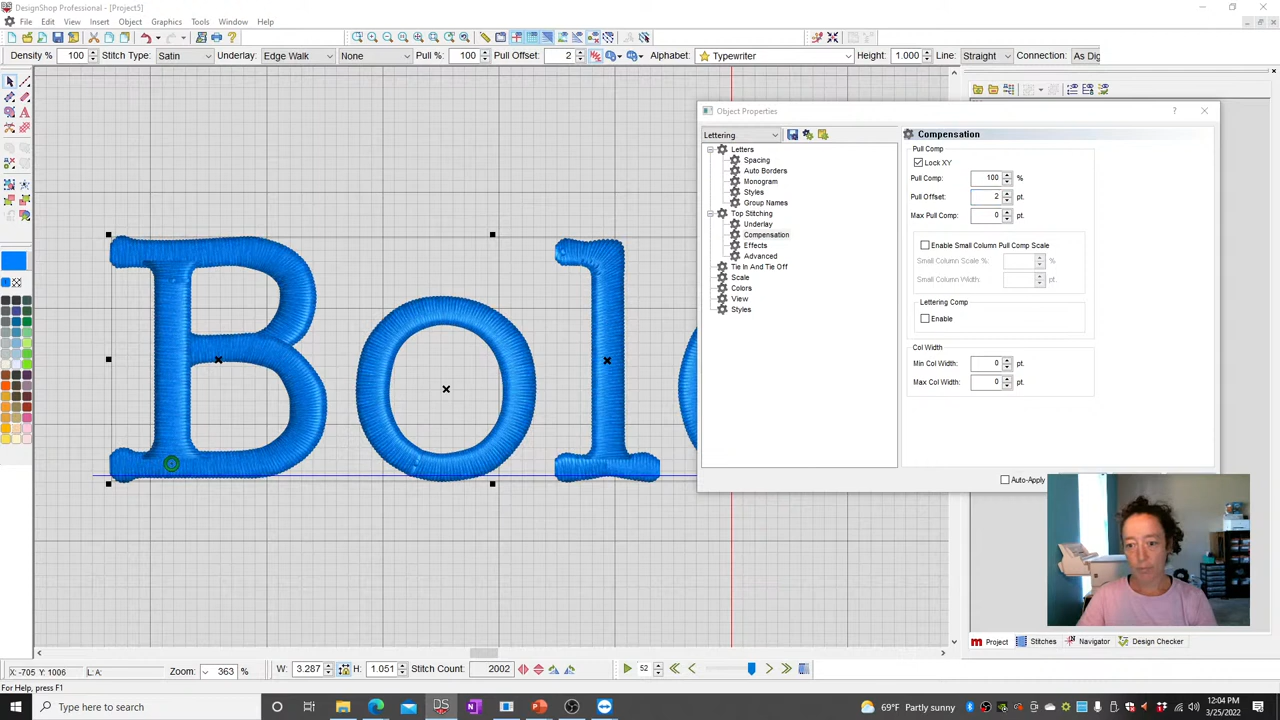 DesignShop Professional - [Project5]
File Edit View Insert Object Graphics Tools Window Help
Density % 100 Stitch Type: Satin Underlay: Edge Walk None Pull % 100 Pull Offset: 2 Alphabet: Typewriter Height: 1.000 Line: Straight Connection: As Dig
Object Properties
Lettering
Letters
Spacing
Auto Borders
Monogram
Styles
Group Names
Top Stitching
Underlay
Compensation
Effects
Advanced
Tie In And Tie Off
Scale
Colors
View
Styles
Compensation
Pull Comp
Lock XY
Pull Comp: 100 %
Pull Offset: 2 pt.
Max Pull Comp: 0 pt.
Enable Small Column Pull Comp Scale
Small Column Scale %: %
Small Column Width: pt.
Lettering Comp
Enable
Col Width
Min Col Width: 0 pt.
Max Col Width: 0 pt.
Auto-Apply
Bol
Project Stitches Navigator Design Checker
X: -705 Y: 1006 L: A: Zoom: 363 % W: 3.287 H: 1.051 Stitch Count: 2002 52
For Help, press F1
Type here to search
DS
69°F Partly sunny
12:04 PM
3/25/2022